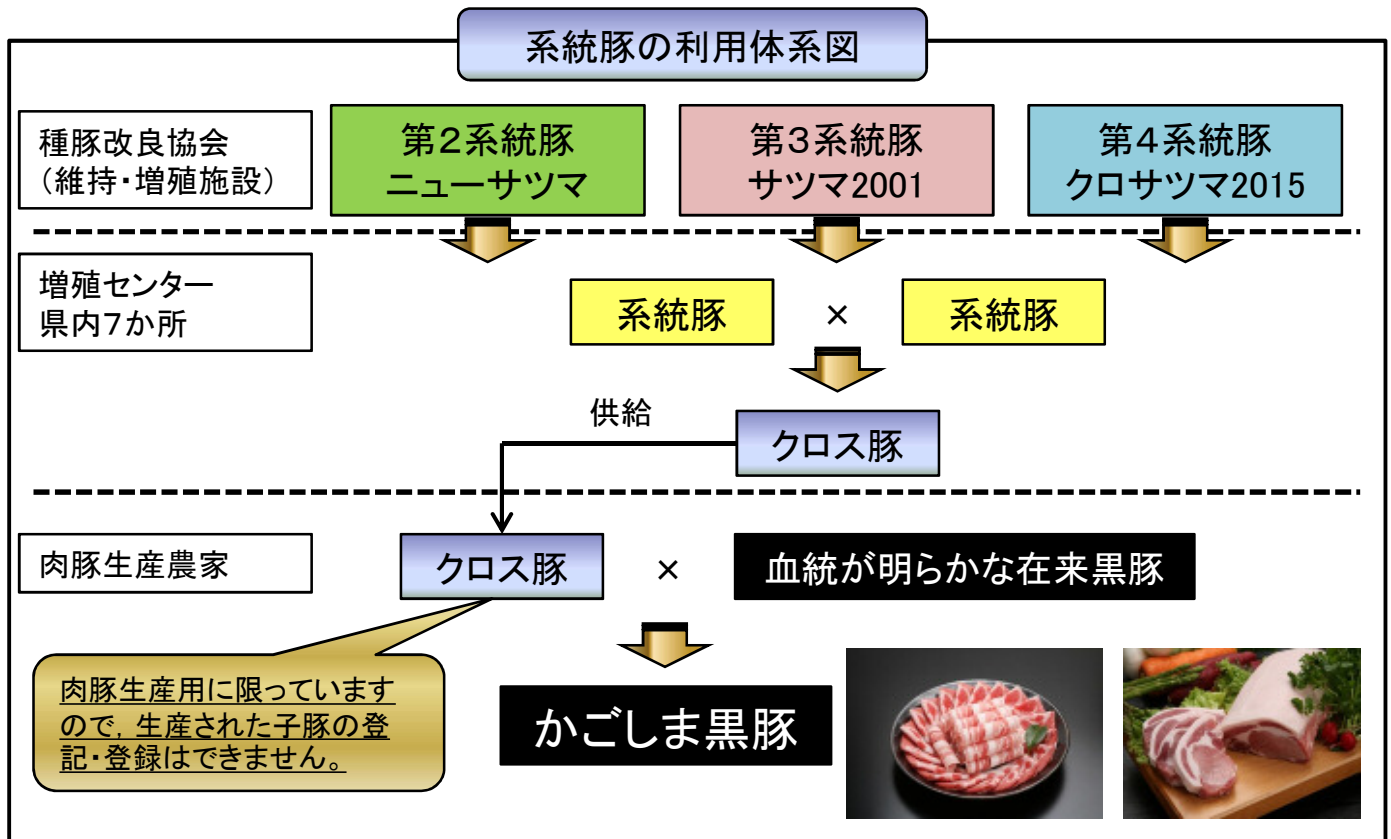 系統豚の利用体系図
種豚改良協会
（維持・増殖施設）
第２系統豚
ニューサツマ
第３系統豚
サツマ2001
第４系統豚
クロサツマ2015
増殖センター
県内７か所
系統豚
×
系統豚
供給
クロス豚
肉豚生産農家
クロス豚
×
血統が明らかな在来黒豚
肉豚生産用に限っています
ので，生産された子豚の登
記・登録はできません。
かごしま黒豚